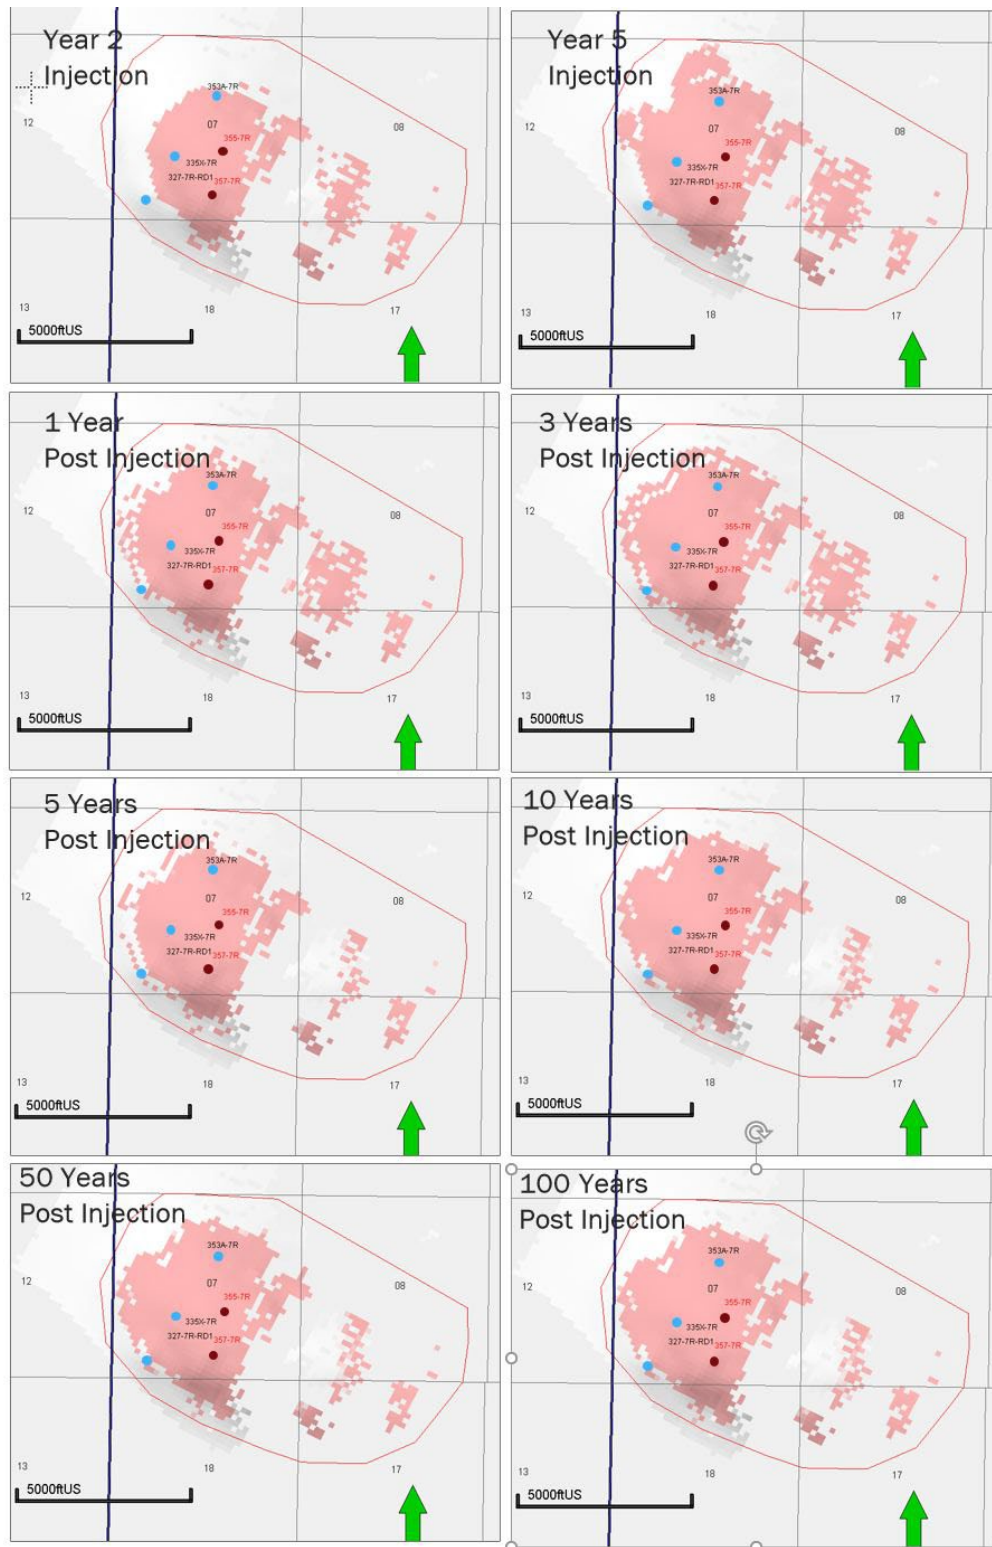 Year 2
Injection
353A-7R
12
07
08
355-7R
335X-7R
327-7R-RD1
357-7R
13
18
17
5000ftUS
Year 5
Injection
353A-7R
12
07
08
355-7R
335X-7R
327-7R-RD1
357-7R
13
18
17
5000ftUS
1 Year
Post Injection
353A-7R
12
07
08
355-7R
335X-7R
327-7R-RD1
357-7R
13
18
17
5000ftUS
3 Years
Post Injection
353A-7R
12
07
08
355-7R
335X-7R
327-7R-RD1
357-7R
13
18
17
5000ftUS
5 Years
Post Injection
353A-7R
12
07
08
355-7R
335X-7R
327-7R-RD1
357-7R
13
18
17
5000ftUS
10 Years
Post Injection
353A-7R
12
07
08
355-7R
335X-7R
327-7R-RD1
357-7R
13
18
17
5000ftUS
50 Years
Post Injection
353A-7R
12
07
08
355-7R
335X-7R
327-7R-RD1
357-7R
13
18
17
5000ftUS
100 Years
Post Injection
353A-7R
12
07
08
355-7R
335X-7R
327-7R-RD1
357-7R
13
18
17
5000ftUS